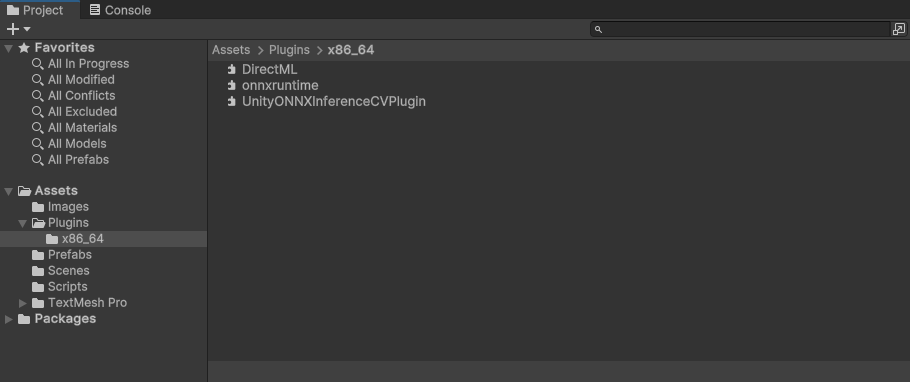 Project Console
Favorites
All In Progress
All Modified
All Conflicts
All Excluded
All Materials
All Models
All Prefabs
Assets
Images
Plugins
x86_64
Prefabs
Scenes
Scripts
TextMesh Pro
Packages
Assets > Plugins > x86_64
DirectML
onnxruntime
UnityONNXInferenceCVPlugin